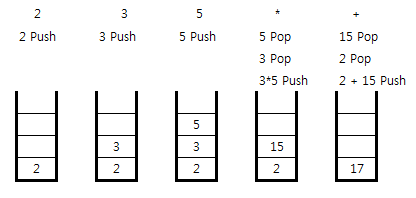 2 3 5 * +
2 Push 3 Push 5 Push 5 Pop 15 Pop
3 Pop 2 Pop
3*5 Push 2 + 15 Push
5
3 3 15
2 2 2 2 17